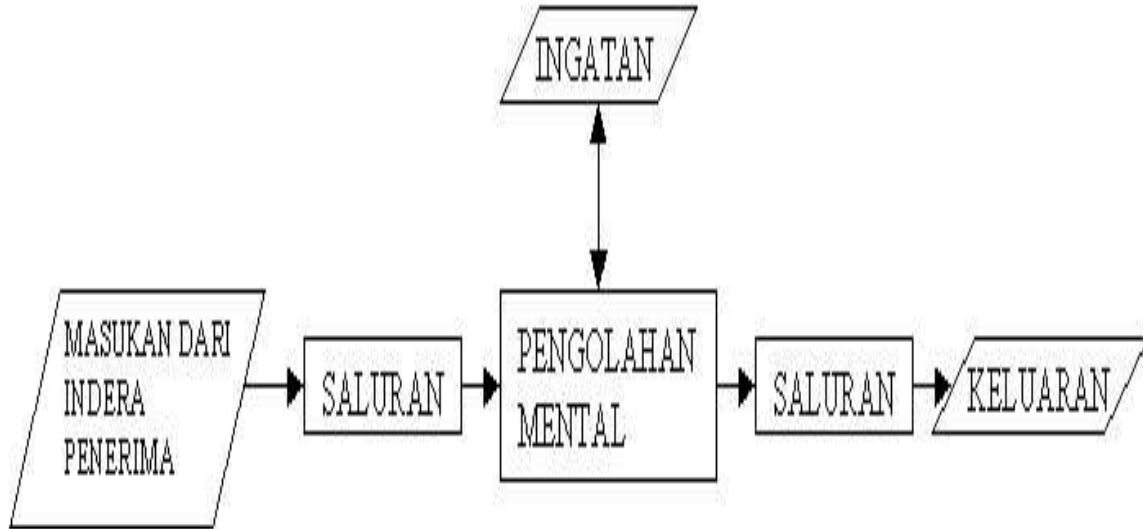 INGATAN
MASUKAN DARI
INDERA
PENERIMA
SALURAN
PENGOLAHAN
MENTAL
SALURAN
KELUARAN